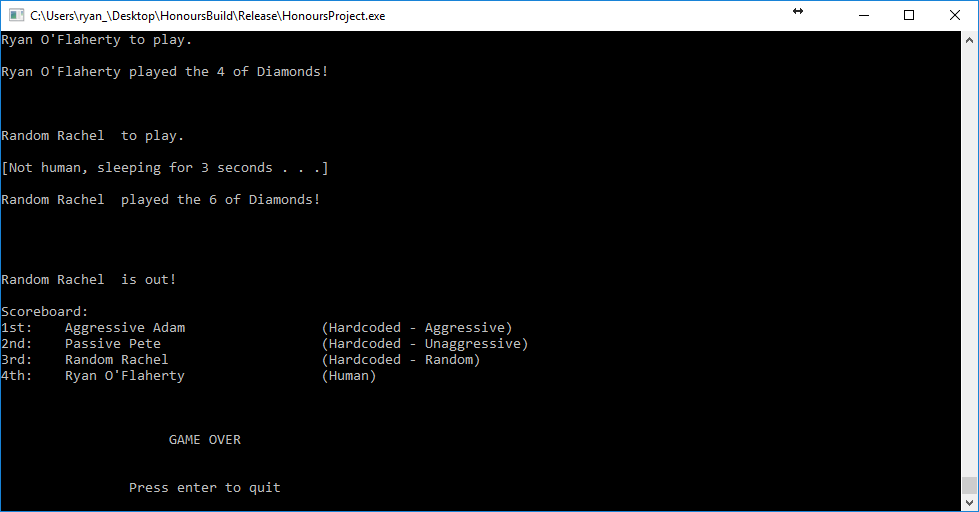 C:\Users\ryan_\Desktop\HonoursBuild\Release\HonoursProject.exe
Ryan O'Flaherty to play.
Ryan O'Flaherty played the 4 of Diamonds!
Random Rachel  to play.
[Not human, sleeping for 3 seconds . . .]
Random Rachel  played the 6 of Diamonds!
Random Rachel  is out!
Scoreboard:
1st:    Aggressive Adam                 (Hardcoded - Aggressive)
2nd:    Passive Pete                    (Hardcoded - Unaggressive)
3rd:    Random Rachel                   (Hardcoded - Random)
4th:    Ryan O'Flaherty                 (Human)
GAME OVER
Press enter to quit